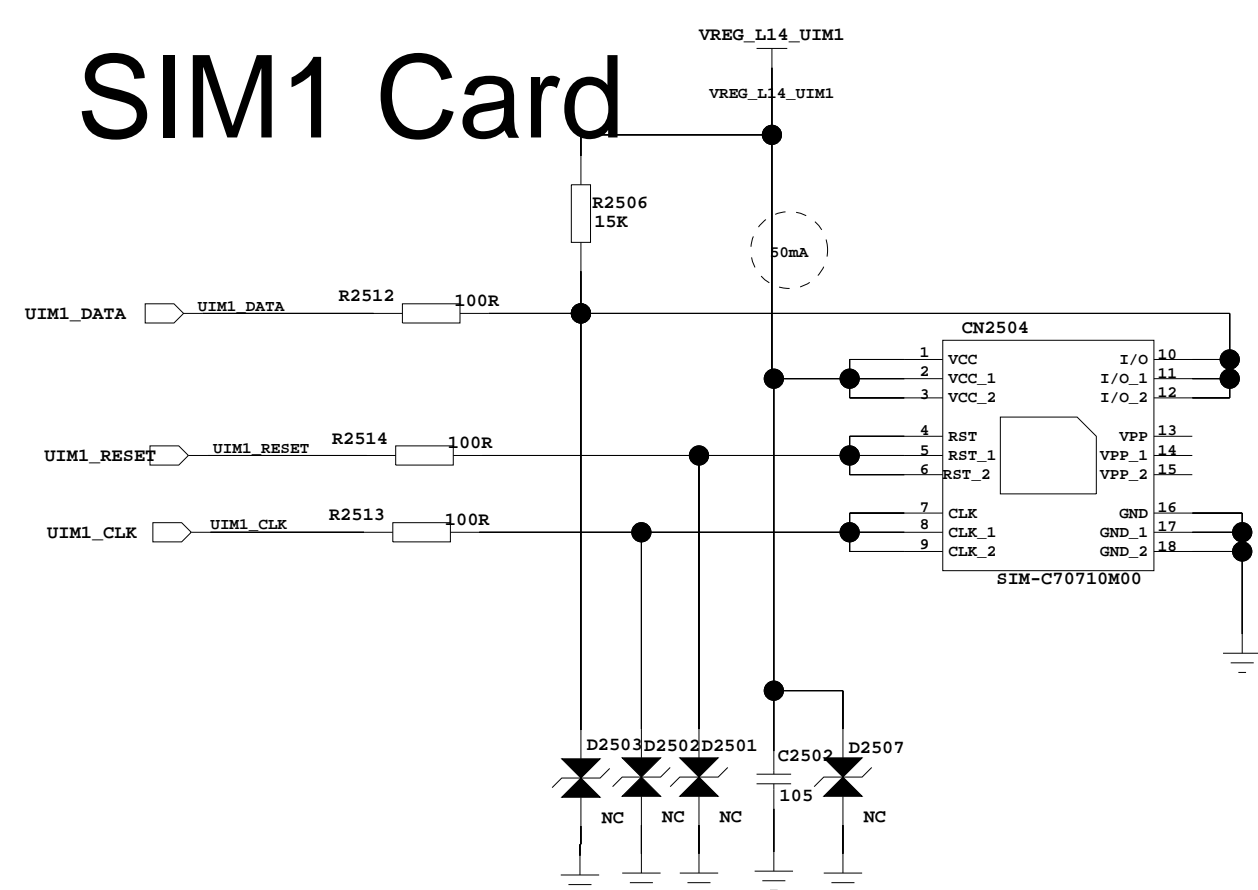 SIM1 Card
VREG_L14_UIM1
VREG_L14_UIM1
R2506
15K
50mA
UIM1_DATA
UIM1_DATA
R2512
100R
CN2504
1 VCC
2 VCC_1
3 VCC_2
I/O 10
I/O_1 11
I/O_2 12
UIM1_RESET
UIM1_RESET
R2514
100R
4 RST
5 RST_1
6 RST_2
VPP 13
VPP_1 14
VPP_2 15
UIM1_CLK
UIM1_CLK
R2513
100R
7 CLK
8 CLK_1
9 CLK_2
GND 16
GND_1 17
GND_2 18
SIM-C70710M00
D2503
D2502
D2501
C2502
D2507
105
NC
NC
NC
NC